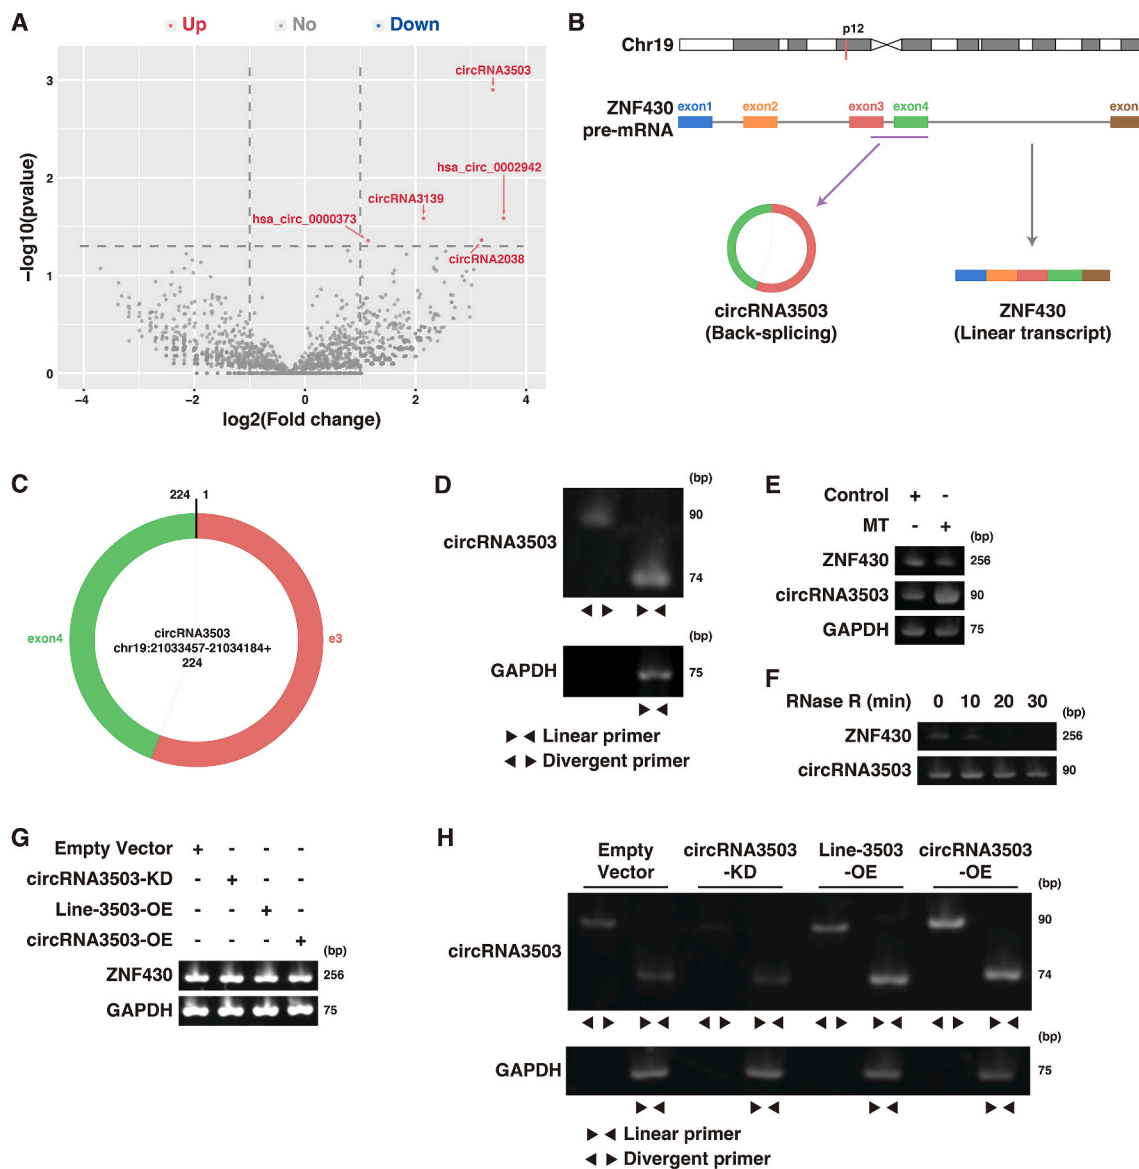 A
Up
No
Down
circRNA3503
hsa_circ_0002942
circRNA3139
hsa_circ_0000373
circRNA2038
3
2
1
0
−4
−2
0
2
4
−log10(pvalue)
log2(Fold change)
B
p12
Chr19
ZNF430
pre-mRNA
exon1
exon2
exon3
exon4
exon
circRNA3503
(Back-splicing)
ZNF430
(Linear transcript)
C
224
1
exon4
e3
circRNA3503
chr19:21033457-21034184+
224
D
(bp)
circRNA3503
90
74
◄ ► ► ◄
(bp)
GAPDH
75
► ◄
► ◄ Linear primer
◄ ► Divergent primer
E
Control + -
MT - +
(bp)
ZNF430 256
circRNA3503 90
GAPDH 75
F
RNase R (min) 0 10 20 30
(bp)
ZNF430 256
circRNA3503 90
G
Empty Vector + - - -
circRNA3503-KD - + - -
Line-3503-OE - - + -
circRNA3503-OE - - - +
(bp)
ZNF430 256
GAPDH 75
H
Empty
Vector
circRNA3503
-KD
Line-3503
-OE
circRNA3503
-OE
(bp)
circRNA3503
90
74
◄ ► ► ◄ ◄ ► ► ◄ ◄ ► ► ◄ ◄ ► ► ◄
(bp)
GAPDH
75
► ◄ ► ◄ ► ◄ ► ◄
► ◄ Linear primer
◄ ► Divergent primer